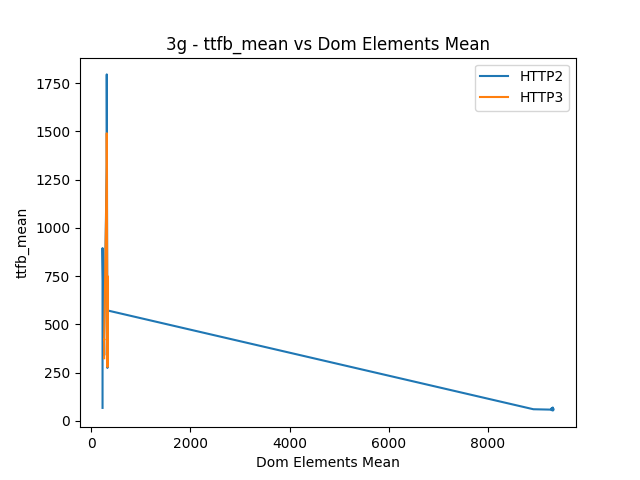 3g - ttfb_mean vs Dom Elements Mean
HTTP2
HTTP3
1750
1500
1250
1000
750
500
250
0
ttfb_mean
0 2000 4000 6000 8000
Dom Elements Mean